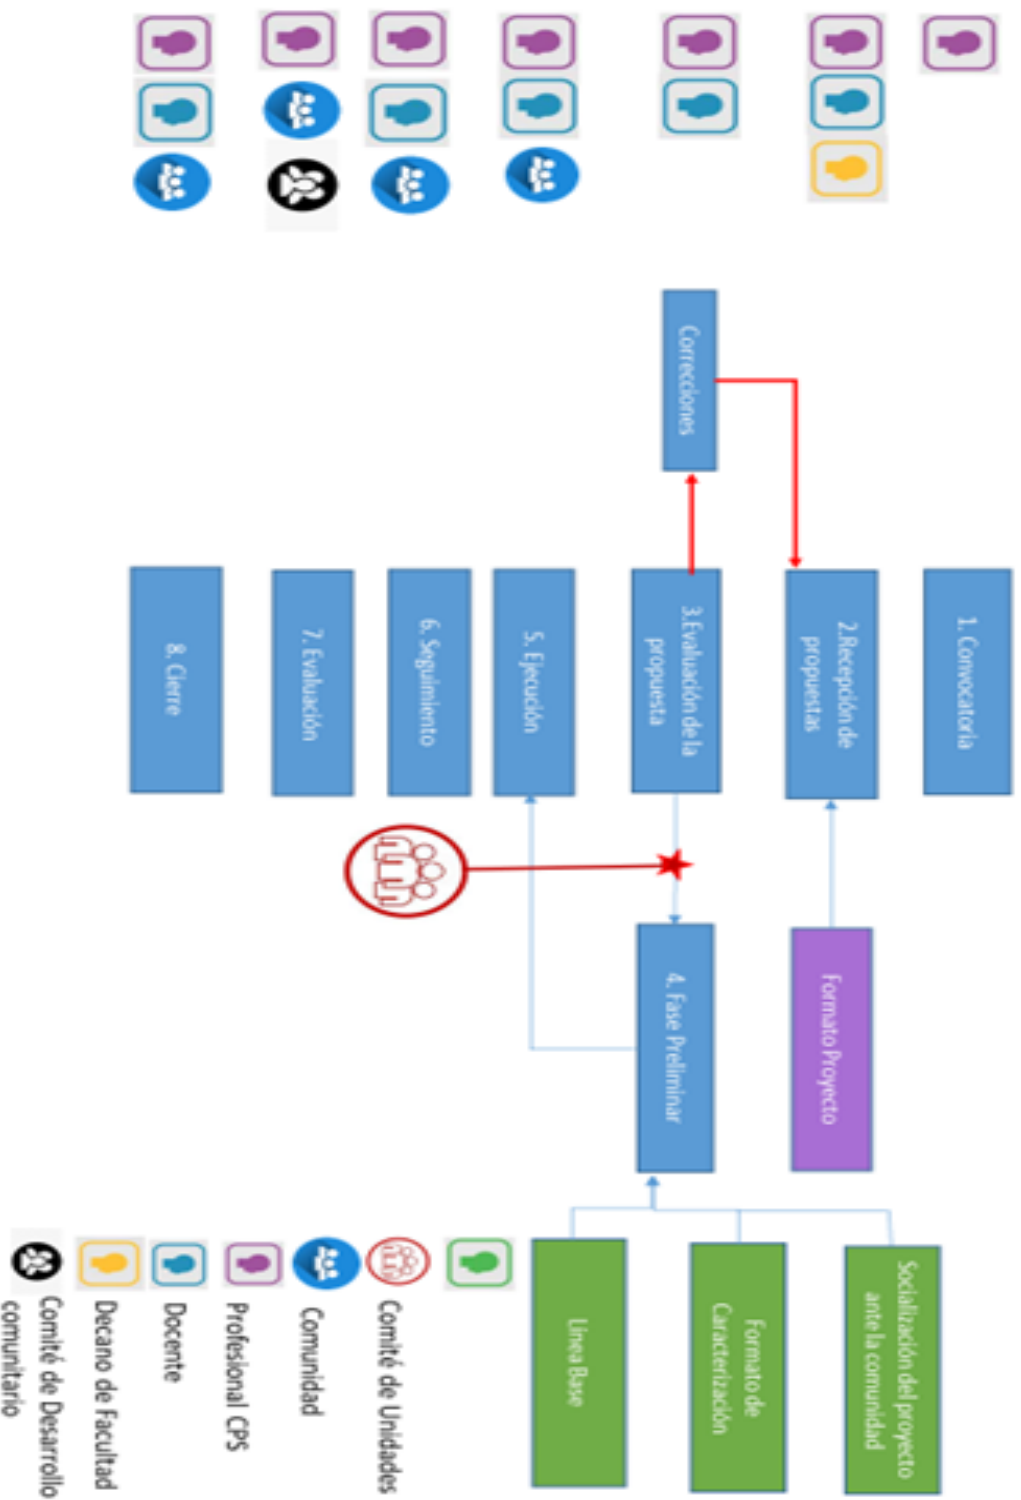 1. Convocatoria
2.Recepción de
propuestas
Formato Proyecto
Correcciones
3.Evaluación de la
propuesta
4. Fase Preliminar
Socialización del proyecto
ante la comunidad
Formato de
Caracterización
Linea Base
5. Ejecución
6. Seguimiento
7. Evaluación
8. Cierre
Comité de Unidades
Comunidad
Profesional CPS
Docente
Decano de Facultad
Comité de Desarrollo
comunitario